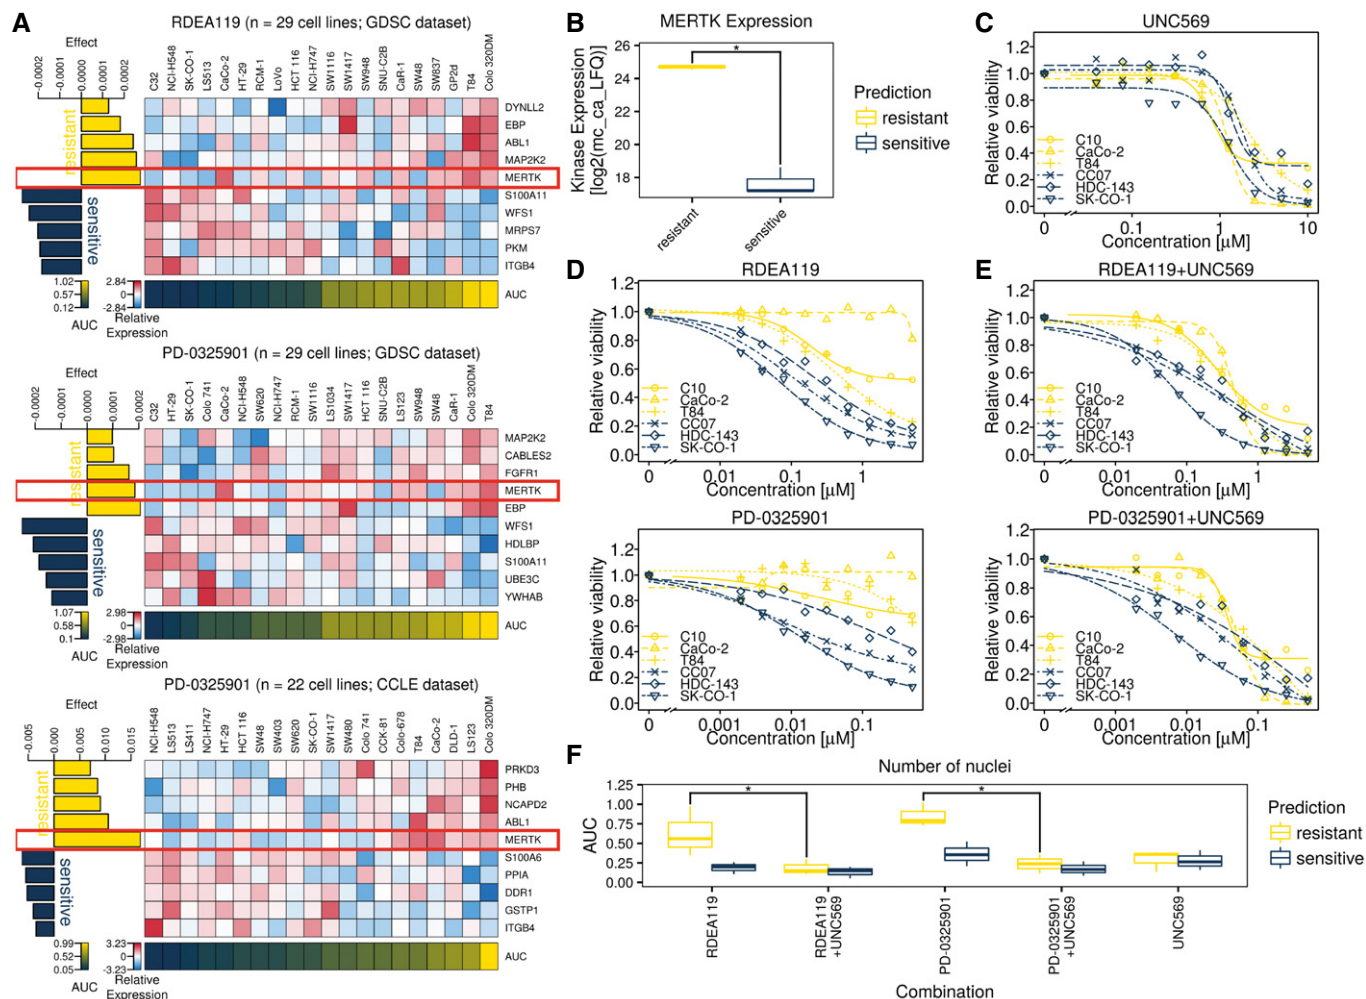 A
RDEA119 (n = 29 cell lines; GDSC dataset)
Effect
-0.0002
-0.0001
0.0000
0.0001
0.0002
C32
NCI-H548
SK-CO-1
LS513
CaCo-2
HT-29
RCM-1
LoVo
HCT 116
NCI-H747
SW1116
SW1417
SW948
SNU-C2B
CaR-1
SW48
SW837
GP2d
T84
Colo 320DM
resistant
sensitive
DYNLL2
EBP
ABL1
MAP2K2
MERTK
S100A11
WFS1
MRPS7
PKM
ITGB4
AUC
1.02
0.57
0.12
AUC
2.84
0
-2.84
Relative
Expression
PD-0325901 (n = 29 cell lines; GDSC dataset)
Effect
-0.0002
-0.0001
0.0000
0.0001
0.0002
C32
HT-29
SK-CO-1
Colo 741
CaCo-2
NCI-H548
SW620
NCI-H747
RCM-1
SW1116
LS1034
SW1417
HCT 116
SNU-C2B
LS123
SW948
SW48
CaR-1
Colo 320DM
T84
resistant
sensitive
MAP2K2
CABLES2
FGFR1
MERTK
EBP
WFS1
HDLBP
S100A11
UBE3C
YWHAB
AUC
1.07
0.58
0.1
AUC
2.98
0
-2.98
Relative
Expression
PD-0325901 (n = 22 cell lines; CCLE dataset)
Effect
-0.005
0.000
0.005
0.010
0.015
NCI-H548
LS513
LS411
NCI-H747
HT-29
HCT 116
SW48
SW403
SW620
SK-CO-1
SW1417
SW480
Colo 741
CCK-81
Colo-678
T84
CaCo-2
DLD-1
LS123
Colo 320DM
resistant
sensitive
PRKD3
PHB
NCAPD2
ABL1
MERTK
S100A6
PPIA
DDR1
GSTP1
ITGB4
AUC
0.99
0.52
0.05
AUC
3.23
0
-3.23
Relative
Expression
B
MERTK Expression
Kinase Expression
[log2(mc_ca_LFQ)]
26
24
22
20
18
*
resistant
sensitive
Prediction
resistant
sensitive
C
UNC569
Relative viability
1.2
1.0
0.8
0.6
0.4
0.2
0.0
C10
CaCo-2
T84
CC07
HDC-143
SK-CO-1
0
0.1
1
10
Concentration [µM]
D
RDEA119
Relative viability
1.2
1.0
0.8
0.6
0.4
0.2
0.0
C10
CaCo-2
T84
CC07
HDC-143
SK-CO-1
0
0.01
0.1
1
Concentration [µM]
PD-0325901
Relative viability
1.2
1.0
0.8
0.6
0.4
0.2
0.0
C10
CaCo-2
T84
CC07
HDC-143
SK-CO-1
0
0.001
0.01
0.1
Concentration [µM]
E
RDEA119+UNC569
Relative viability
1.2
1.0
0.8
0.6
0.4
0.2
0.0
C10
CaCo-2
T84
CC07
HDC-143
SK-CO-1
0
0.01
0.1
1
Concentration [µM]
PD-0325901+UNC569
Relative viability
1.2
1.0
0.8
0.6
0.4
0.2
0.0
C10
CaCo-2
T84
CC07
HDC-143
SK-CO-1
0
0.001
0.01
0.1
Concentration [µM]
F
Number of nuclei
AUC
1.25
1.00
0.75
0.50
0.25
0.00
*
*
RDEA119
RDEA119
+UNC569
PD-0325901
PD-0325901
+UNC569
UNC569
Combination
Prediction
resistant
sensitive